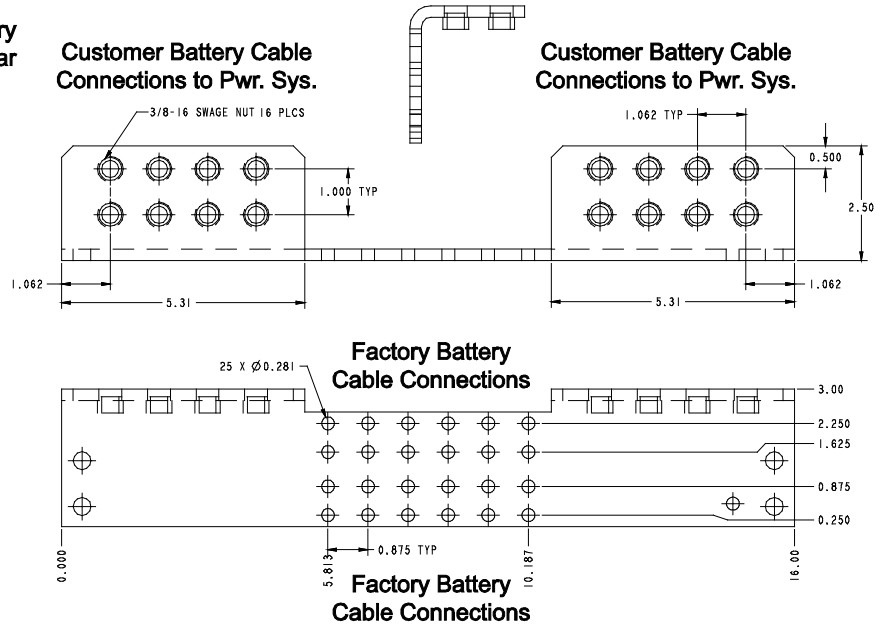 ry
ar
Customer Battery Cable
Connections to Pwr. Sys.
Customer Battery Cable
Connections to Pwr. Sys.
3/8-16 SWAGE NUT 16 PLCS
1.062 TYP
0.500
1.000 TYP
2.50
1.062
5.31
5.31
1.062
Factory Battery
Cable Connections
25 X Ø0.281
3.00
2.250
1.625
0.875
0.250
0.000
5.813
0.875 TYP
10.187
16.00
Factory Battery
Cable Connections